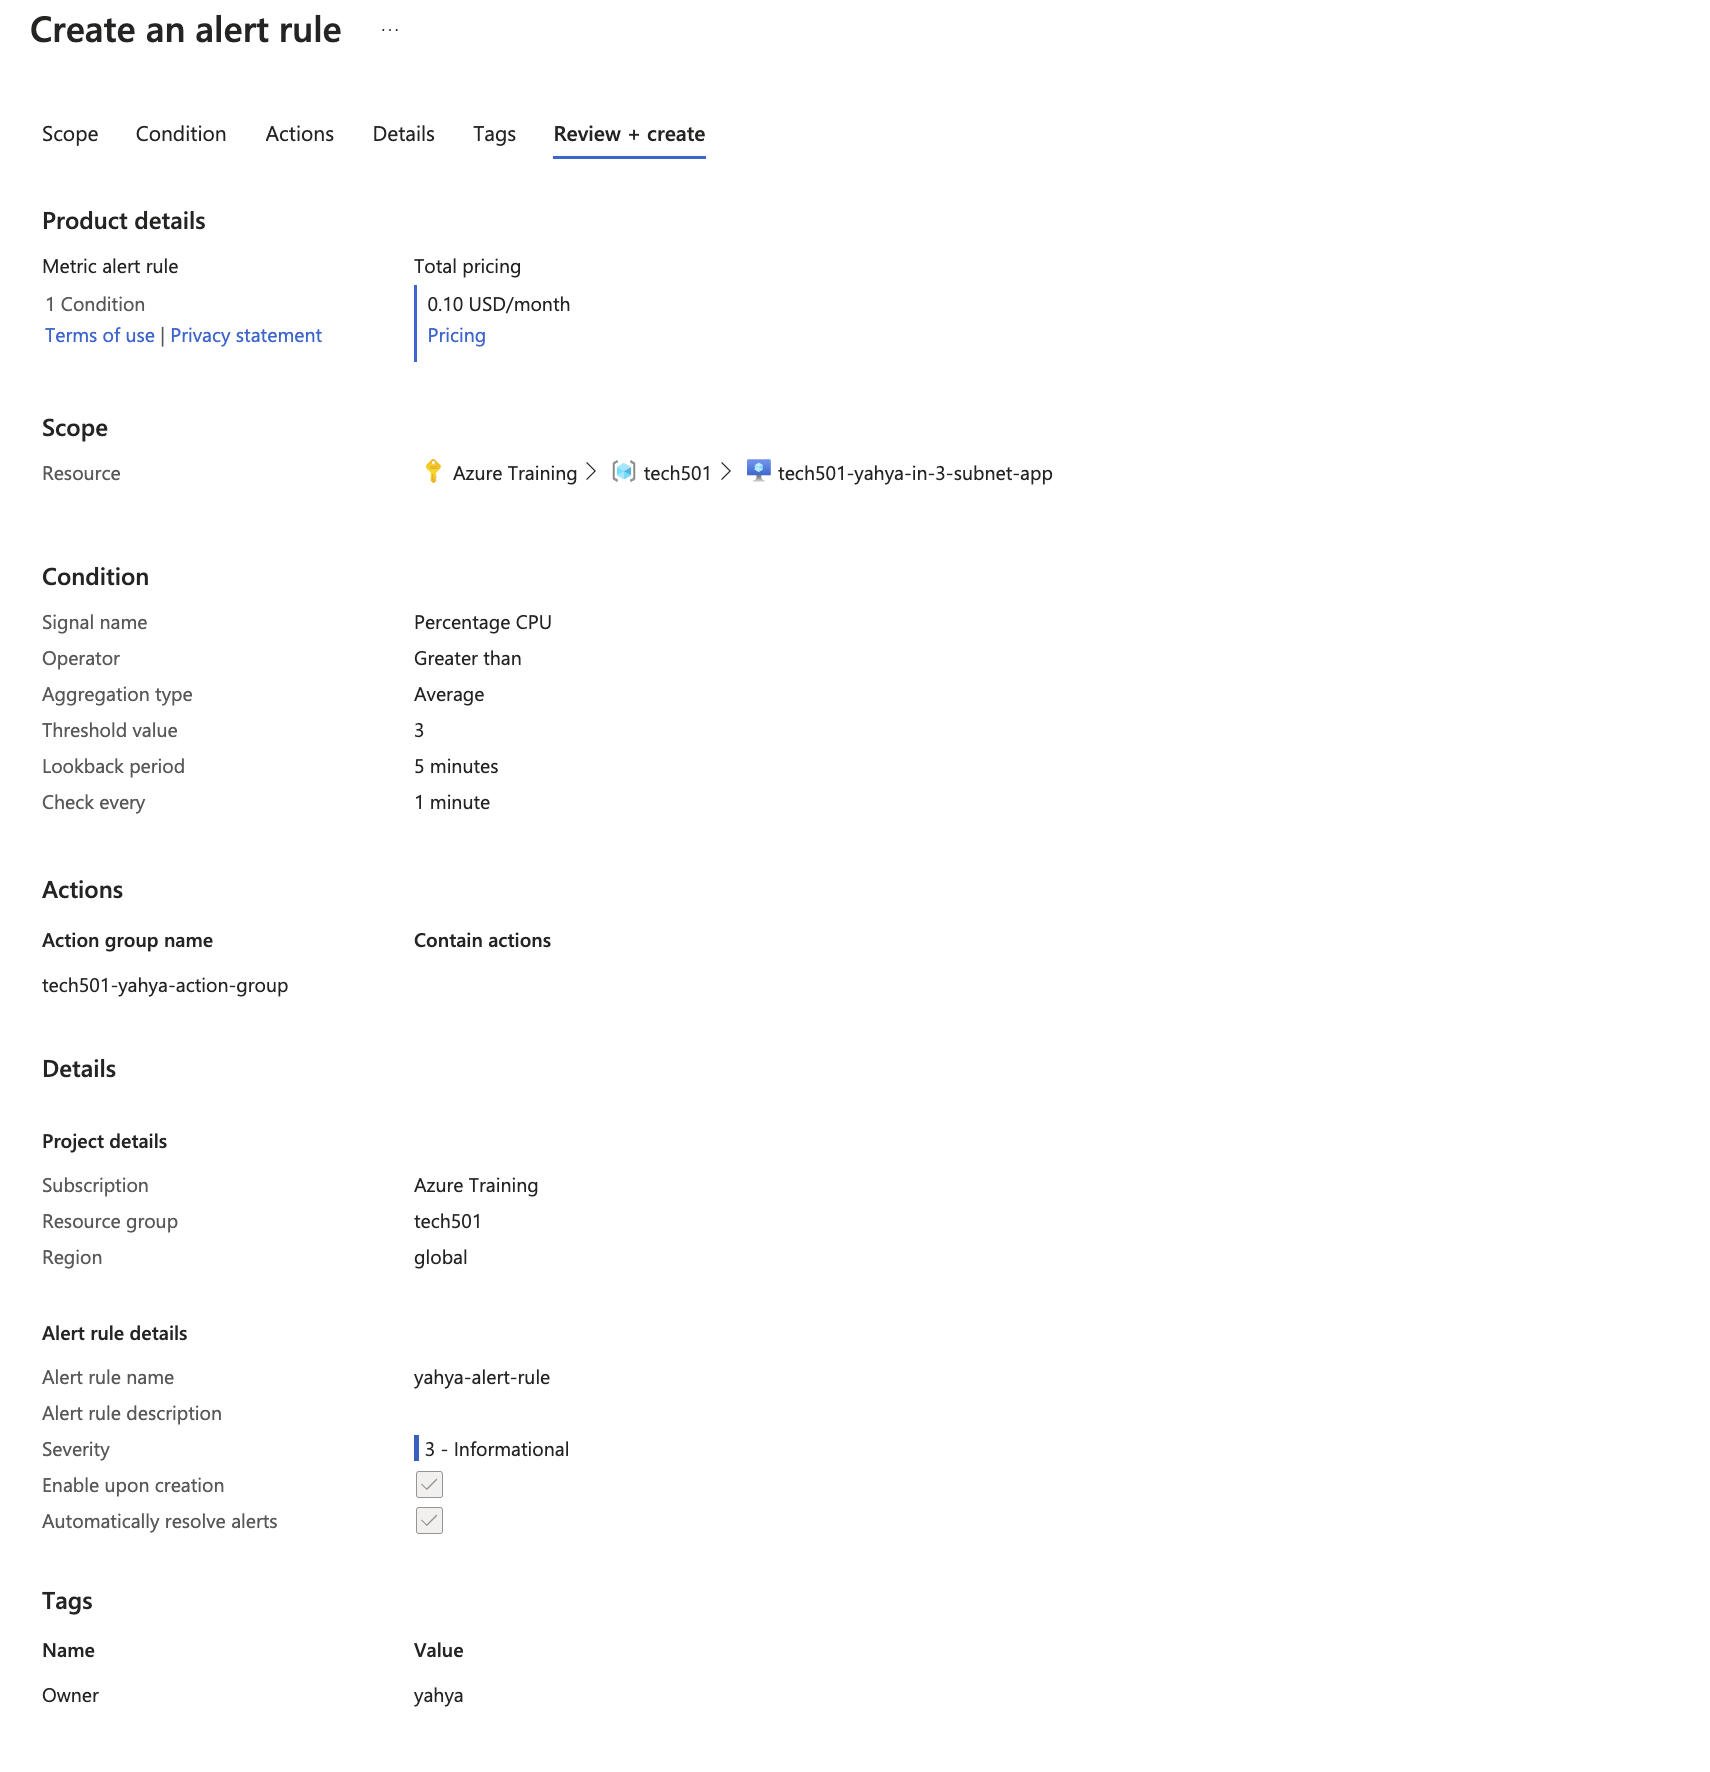 Create an alert rule ...
Scope Condition Actions Details Tags Review + create
Product details
Metric alert rule Total pricing
1 Condition 0.10 USD/month
Terms of use | Privacy statement Pricing
Scope
Resource Azure Training > tech501 > tech501-yahya-in-3-subnet-app
Condition
Signal name Percentage CPU
Operator Greater than
Aggregation type Average
Threshold value 3
Lookback period 5 minutes
Check every 1 minute
Actions
Action group name Contain actions
tech501-yahya-action-group
Details
Project details
Subscription Azure Training
Resource group tech501
Region global
Alert rule details
Alert rule name yahya-alert-rule
Alert rule description
Severity 3 - Informational
Enable upon creation
Automatically resolve alerts
Tags
Name Value
Owner yahya